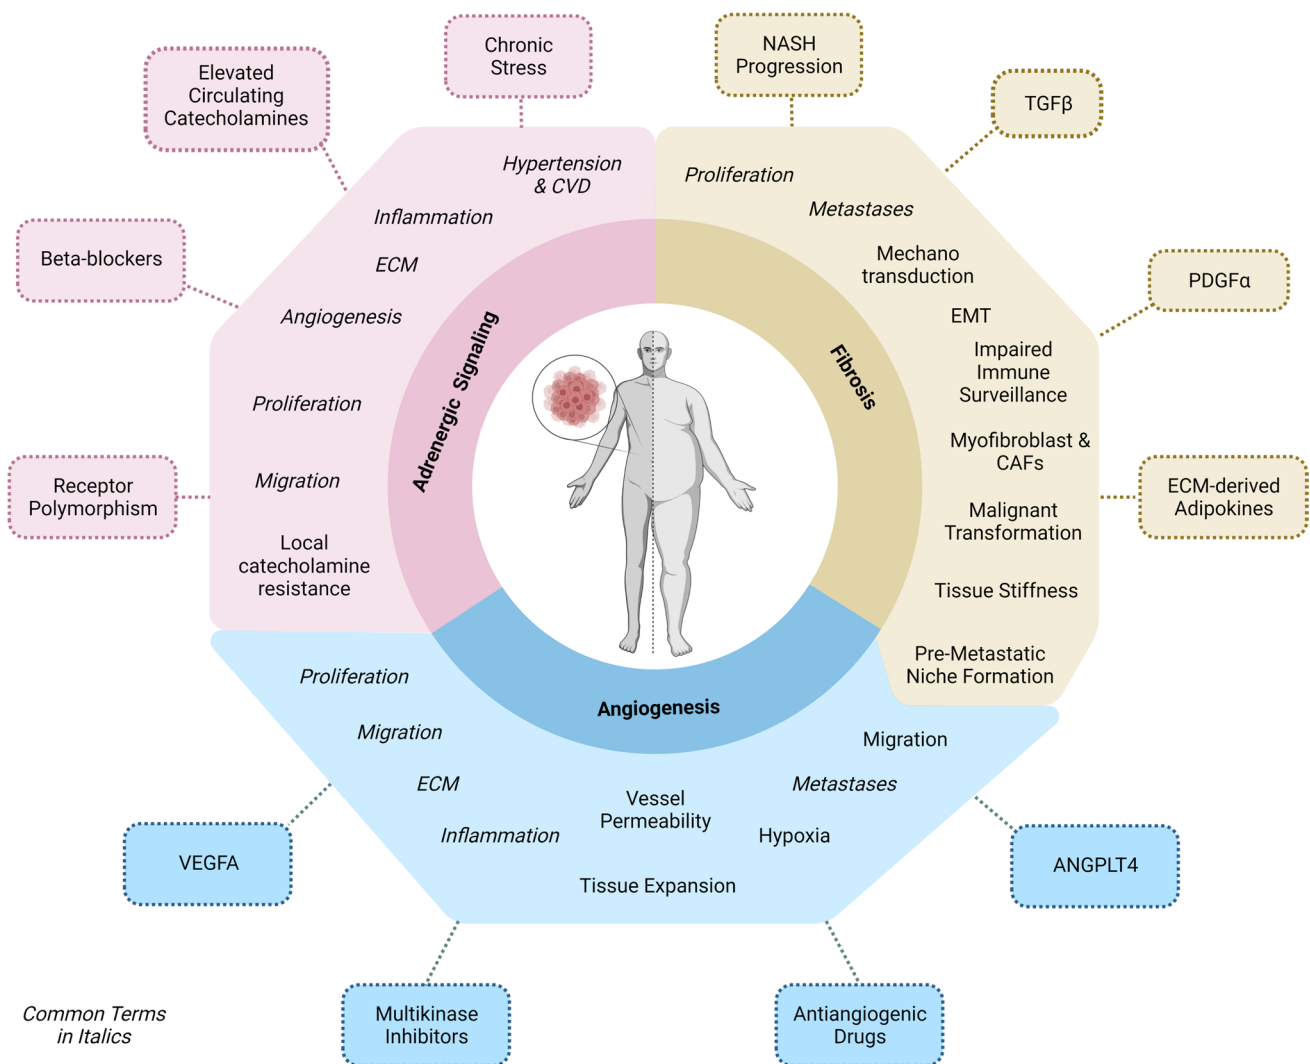 Chronic
Stress
NASH
Progression
Elevated
Circulating
Catecholamines
TGFβ
Hypertension
& CVD
Proliferation
Inflammation
Metastases
Beta-blockers
ECM
Mechano
transduction
PDGFα
Angiogenesis
EMT
Adrenergic Signaling
Fibrosis
Impaired
Immune
Surveillance
Proliferation
Myofibroblast &
CAFs
Receptor
Polymorphism
Migration
ECM-derived
Adipokines
Malignant
Transformation
Local
catecholamine
resistance
Tissue Stiffness
Pre-Metastatic
Niche Formation
Proliferation
Angiogenesis
Migration
Migration
ECM
Metastases
Vessel
Permeability
Inflammation
Hypoxia
VEGFA
ANGPLT4
Tissue Expansion
Common Terms
in Italics
Multikinase
Inhibitors
Antiangiogenic
Drugs